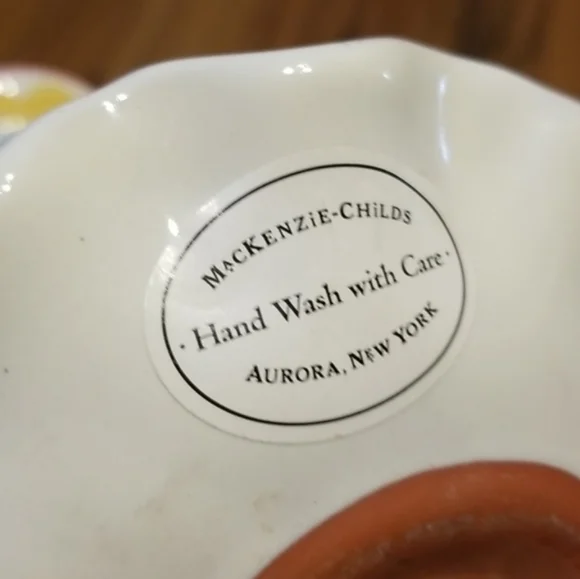 MacKENZiE-CHiLDS
· Hand Wash with Care ·
AURORA, NeW YORK